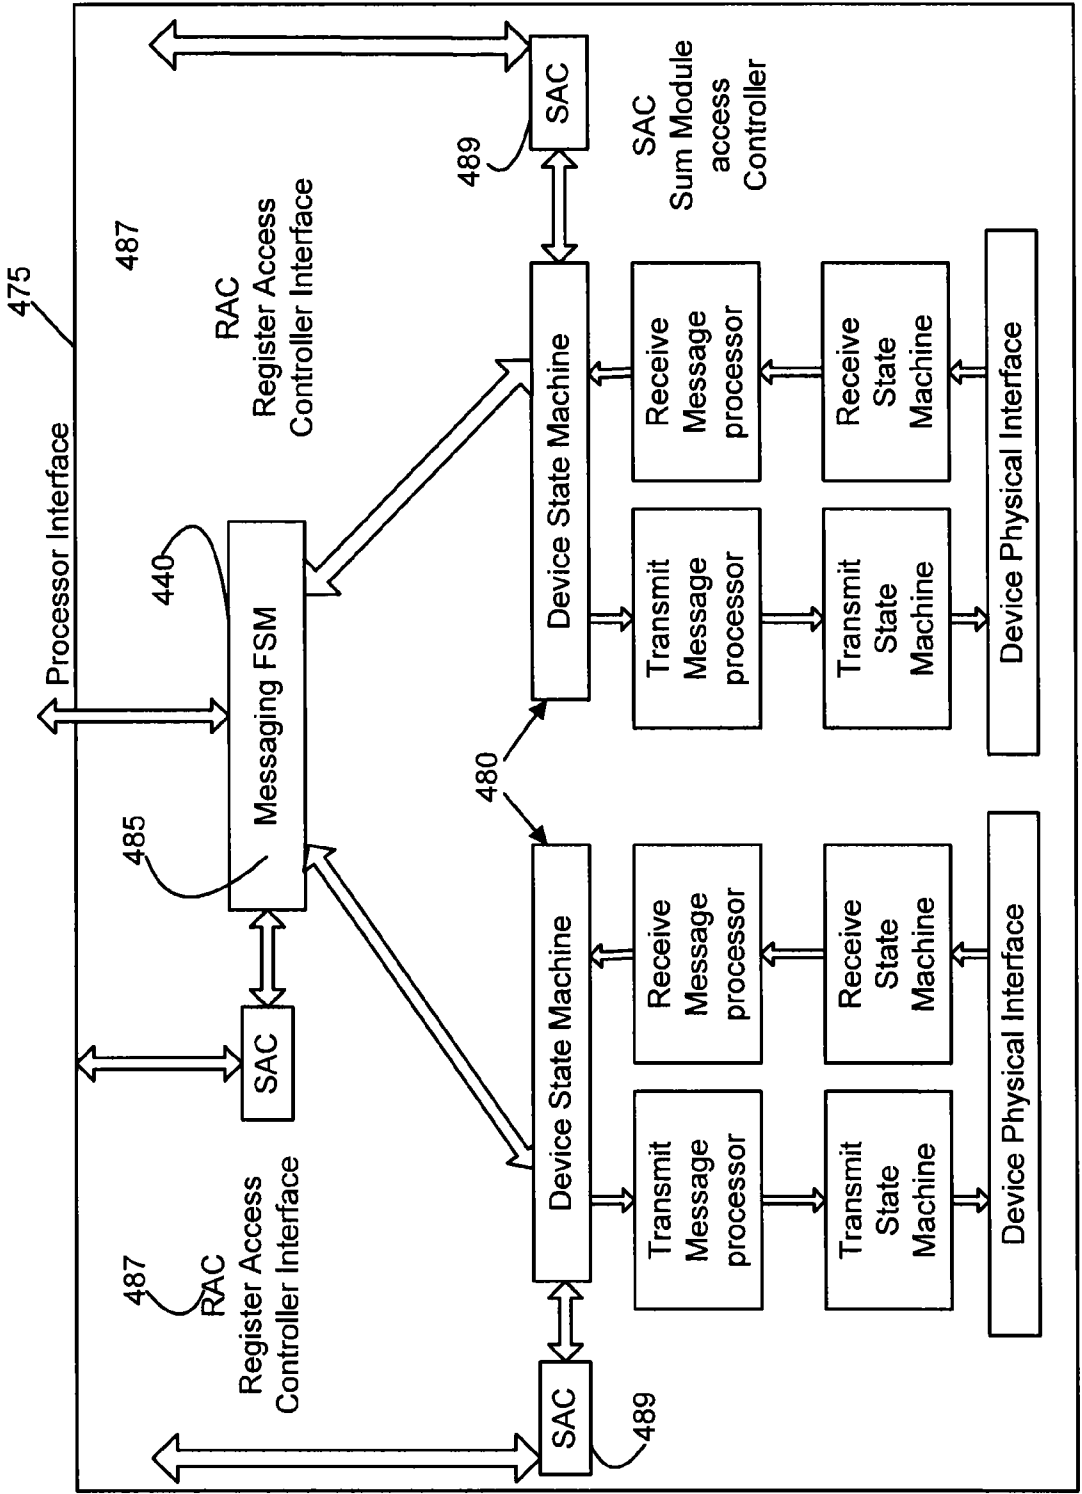 475
Processor Interface
487
RAC
Register Access
Controller Interface
SAC
485
Messaging FSM
440
487
RAC
Register Access
Controller Interface
SAC
489
SAC
489
SAC
Sum Module
access
Controller
480
Device State Machine
Transmit
Message
processor
Receive
Message
processor
Transmit
State
Machine
Receive
State
Machine
Device Physical Interface
Device State Machine
Transmit
Message
processor
Receive
Message
processor
Transmit
State
Machine
Receive
State
Machine
Device Physical Interface